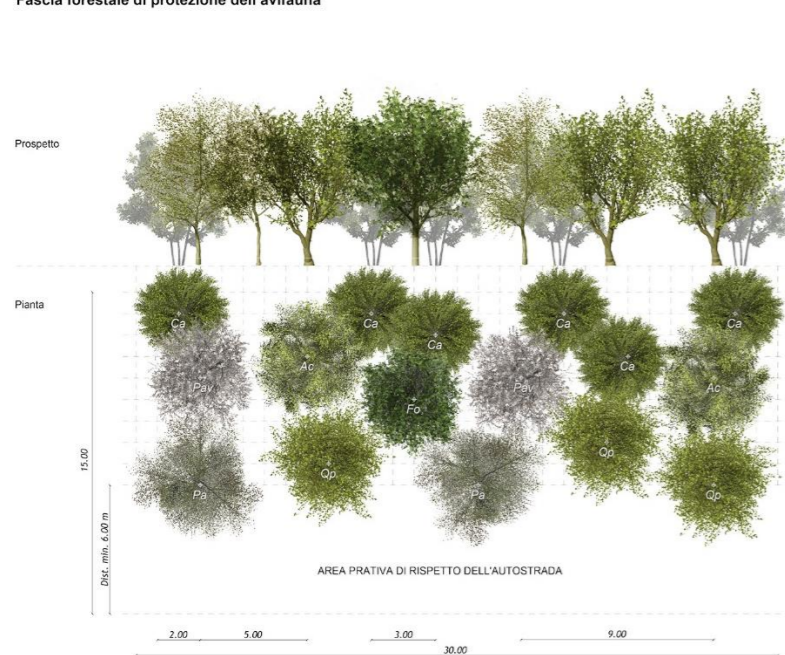 Fascia forestale di protezione dell'avifauna
Prospetto
Pianta
Ca
Ca
Ca
Ca
Ca
Ca
Pav
Ac
Fo
Pav
Ac
Pa
Qp
Pa
Qp
Qp
15.00
Dist. min. 6.00 m
AREA PRATIVA DI RISPETTO DELL'AUTOSTRADA
2.00
5.00
3.00
9.00
30.00